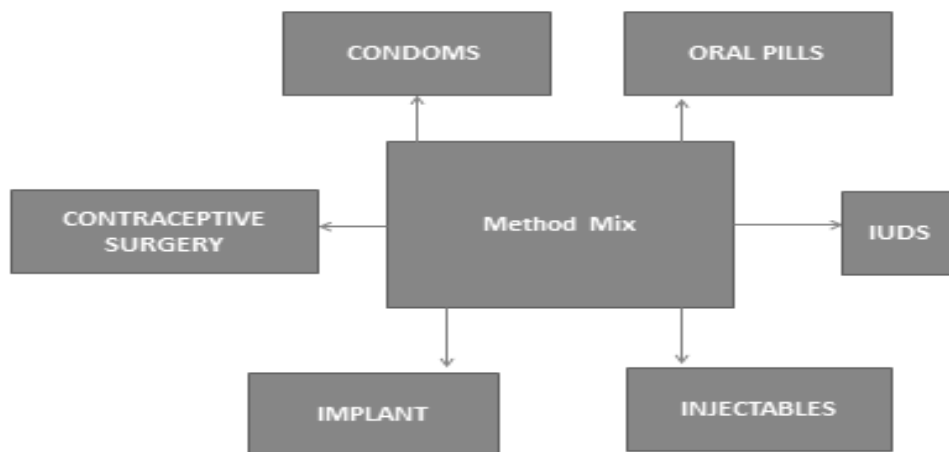 CONDOMS
ORAL PILLS
CONTRACEPTIVE
SURGERY
Method Mix
IUDS
IMPLANT
INJECTABLES